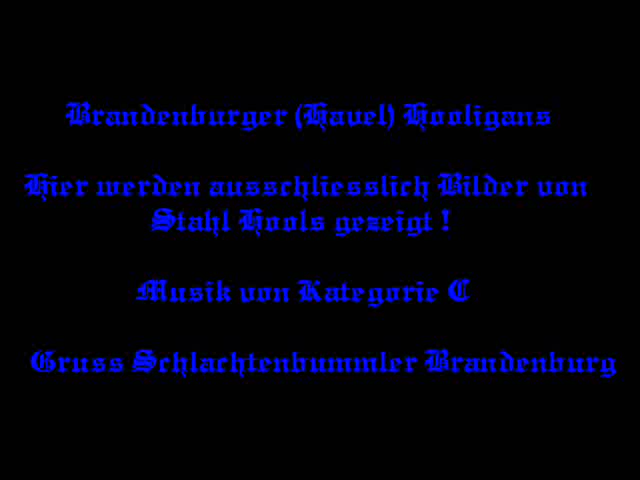 Brandenburger (Havel) Hooligans
Hier werden ausschliesslich Bilder von
Stahl Hools gezeigt !
Musik von Kategorie C
Gruss Schlachtenbummler Brandenburg